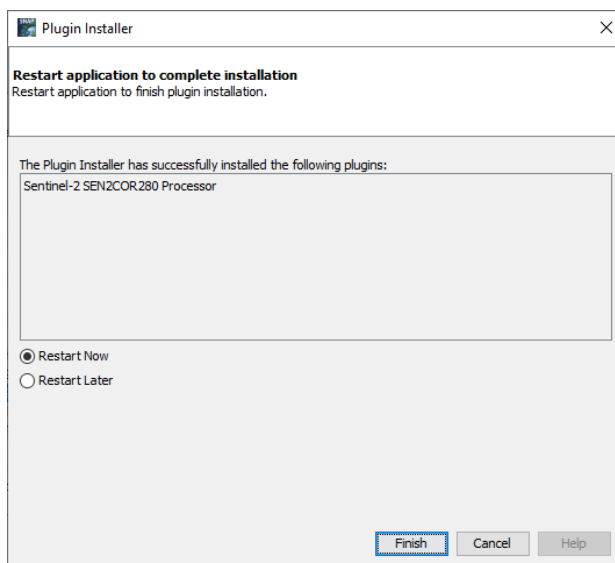 SNAP
Plugin Installer
Restart application to complete installation
Restart application to finish plugin installation.
The Plugin Installer has successfully installed the following plugins:
Sentinel-2 SEN2COR280 Processor
Restart Now
Restart Later
Finish
Cancel
Help